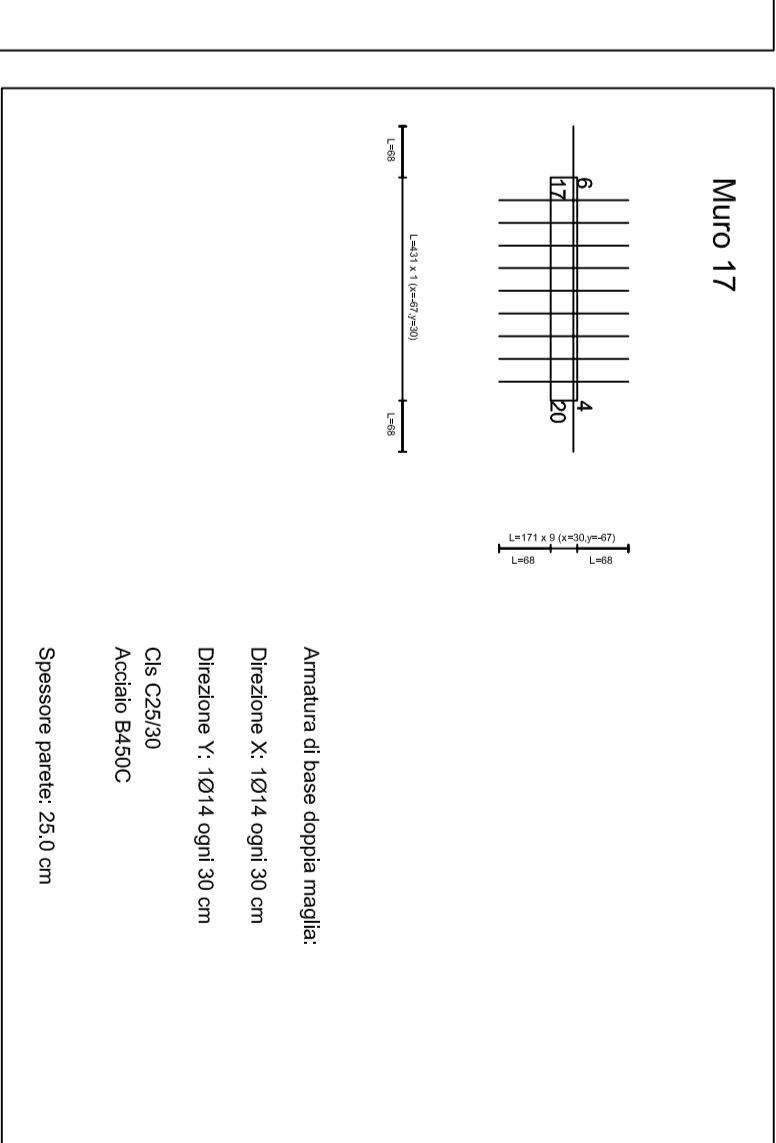 Muro 17
6
17
4
20
L=68
L=431 x 1 (x=-67,y=30)
L=68
L=171 x 9 (x=30,y=-67)
L=68
L=68
Armatura di base doppia maglia:
Direzione X: 1Ø14 ogni 30 cm
Direzione Y: 1Ø14 ogni 30 cm
Cls C25/30
Acciaio B450C
Spessore parete: 25.0 cm